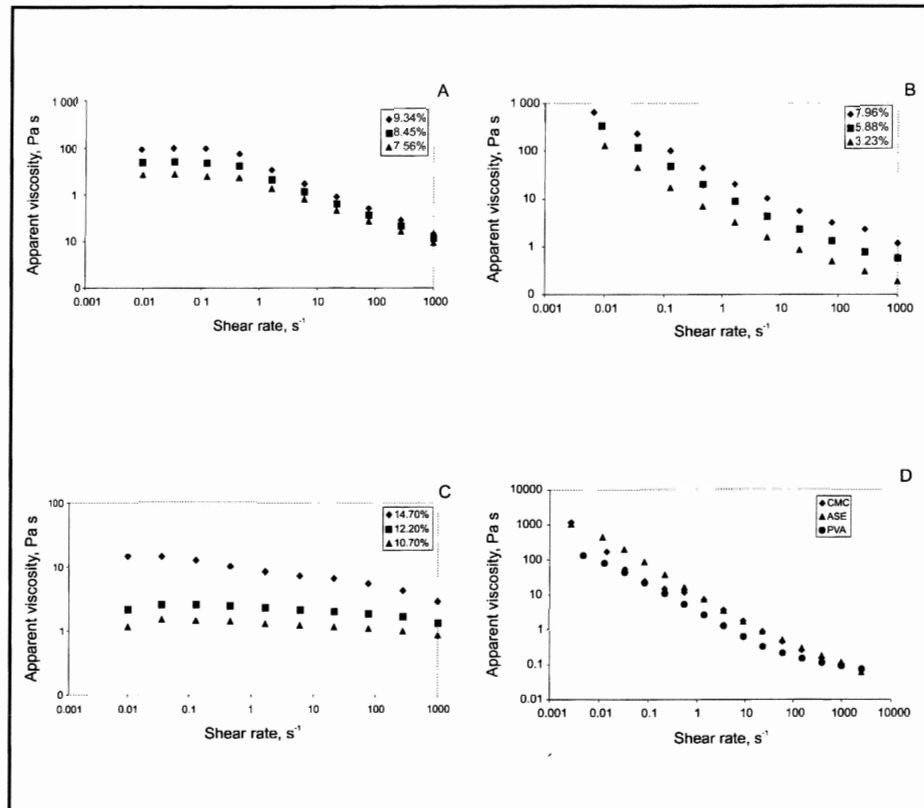 A
Apparent viscosity, Pa s
1 000
100
1
10
0
◆ 9.34%
■ 8.45%
▲ 7.56%
0.001 0.01 0.1 1 10 100 1000
Shear rate, s⁻¹
B
Apparent viscosity, Pa s
1 000
100
10
1
0
◆ 7.96%
■ 5.88%
▲ 3.23%
0.001 0.01 0.1 1 10 100 1000
Shear rate, s⁻¹
C
Apparent viscosity, Pa s
100
10
1
0
◆ 14.70%
■ 12.20%
▲ 10.70%
0.001 0.01 0.1 1 10 100 1000
Shear rate, s⁻¹
D
Apparent viscosity, Pa s
10000
1000
100
10
1
0.1
0.01
◆ CMC
▲ ASE
● PVA
0.001 0.01 0.1 1 10 100 1000 10000
Shear rate, s⁻¹